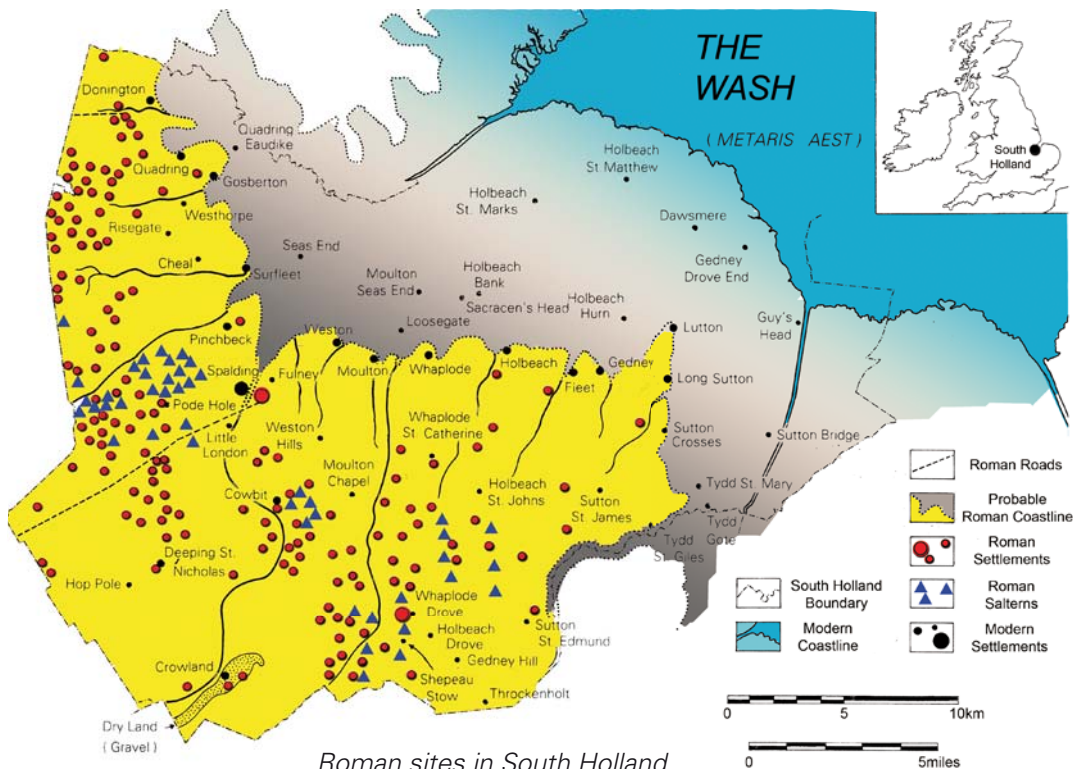 THE
WASH
( METARIS AEST )
South
Holland
Donington
Quadring
Eaudike
Quadring
Gosberton
Westhorpe
Risegate
Cheal
Surfleet
Seas End
Holbeach
St. Matthew
Holbeach
St. Marks
Dawsmere
Gedney
Drove End
Moulton
Seas End
Holbeach
Bank
Sacracen's Head
Holbeach
Hurn
Guy's
Head
Loosegate
Lutton
Pinchbeck
Weston
Moulton
Whaplode
Holbeach
Fleet
Gedney
Long Sutton
Spalding
Fulney
Pode Hole
Little
London
Weston
Hills
Whaplode
St. Catherine
Sutton
Crosses
Sutton Bridge
Moulton
Chapel
Cowbit
Holbeach
St. Johns
Sutton
St. James
Tydd St. Mary
Tydd
Gote
Tydd
St. Giles
Deeping St.
Nicholas
Hop Pole
Whaplode
Drove
Holbeach
Drove
Sutton
St. Edmund
Gedney Hill
Shepeau
Stow
Throckenholt
Crowland
Dry Land
( Gravel )
Roman Roads
Probable
Roman Coastline
Roman
Settlements
South Holland
Boundary
Roman
Salterns
Modern
Coastline
Modern
Settlements
0 5 10km
0 5miles
Roman sites in South Holland